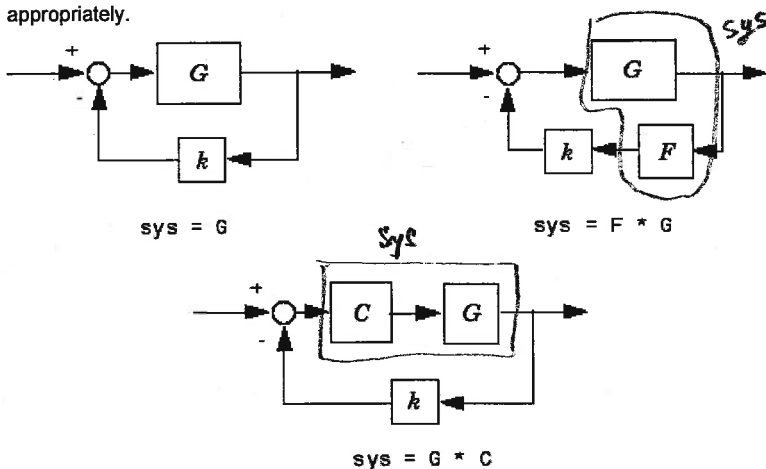 appropriately.
+
G
-
k
sys = G
sys
+
G
-
k
F
sys = F * G
sys
+
C
G
-
k
sys = G * C